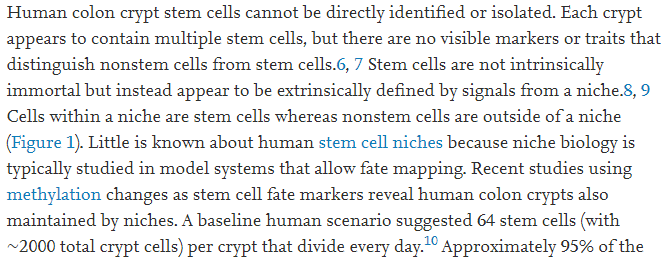 Human colon crypt stem cells cannot be directly identified or isolated. Each crypt
appears to contain multiple stem cells, but there are no visible markers or traits that
distinguish nonstem cells from stem cells.6, 7 Stem cells are not intrinsically
immortal but instead appear to be extrinsically defined by signals from a niche.8, 9
Cells within a niche are stem cells whereas nonstem cells are outside of a niche
(Figure 1). Little is known about human stem cell niches because niche biology is
typically studied in model systems that allow fate mapping. Recent studies using
methylation changes as stem cell fate markers reveal human colon crypts also
maintained by niches. A baseline human scenario suggested 64 stem cells (with
~2000 total crypt cells) per crypt that divide every day.10 Approximately 95% of the